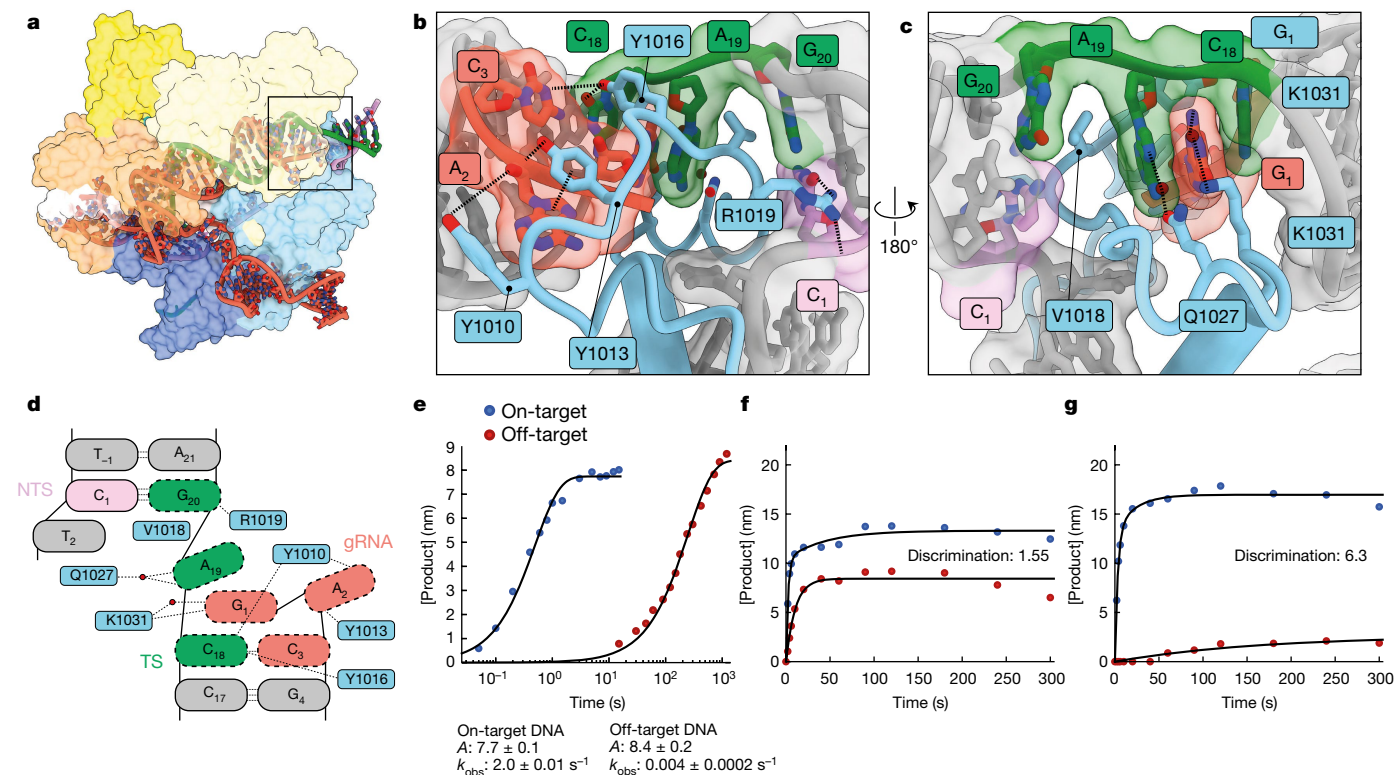 a
b
C18
Y1016
A19
G20
C3
A2
R1019
C1
Y1010
Y1013
180°
c
G20
A19
C18
G1
K1031
G1
K1031
C1
V1018
Q1027
d
T−1
A21
NTS
C1
G20
V1018
R1019
T2
Y1010
gRNA
Q1027
A19
A2
K1031
G1
Y1013
TS
C18
C3
Y1016
C17
G4
e
On-target
Off-target
[Product] (nm)
9
8
7
6
5
4
3
2
1
0
10−1
100
101
102
103
Time (s)
On-target DNA
A: 7.7 ± 0.1
kobs: 2.0 ± 0.01 s−1
Off-target DNA
A: 8.4 ± 0.2
kobs: 0.004 ± 0.0002 s−1
f
[Product] (nm)
20
15
10
5
0
Discrimination: 1.55
0 50 100 150 200 250 300
Time (s)
g
[Product] (nm)
20
15
10
5
0
Discrimination: 6.3
0 50 100 150 200 250 300
Time (s)